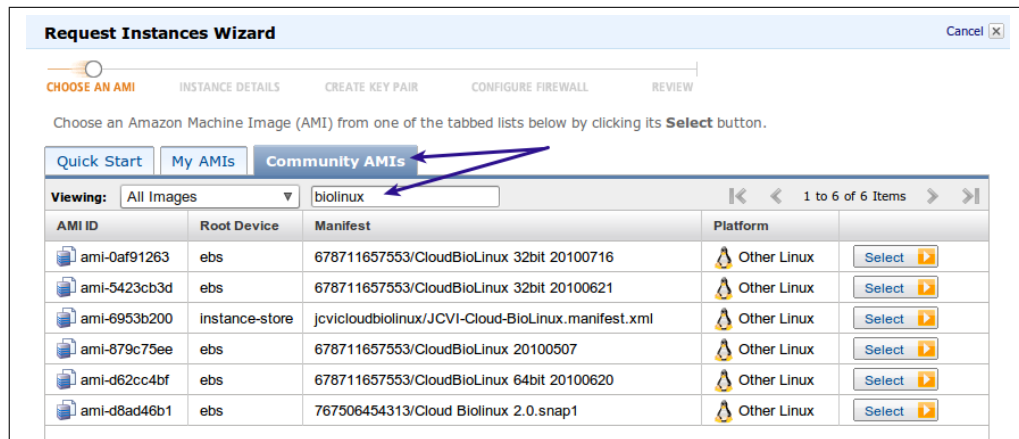 Request Instances Wizard Cancel x
CHOOSE AN AMI INSTANCE DETAILS CREATE KEY PAIR CONFIGURE FIREWALL REVIEW
Choose an Amazon Machine Image (AMI) from one of the tabbed lists below by clicking its Select button.
Quick Start My AMIs Community AMIs
Viewing: All Images biolinux 1 to 6 of 6 Items
AMI ID Root Device Manifest Platform
ami-0af91263 ebs 678711657553/CloudBioLinux 32bit 20100716 Other Linux Select
ami-5423cb3d ebs 678711657553/CloudBioLinux 32bit 20100621 Other Linux Select
ami-6953b200 instance-store jcvicloudbiolinux/JCVI-Cloud-BioLinux.manifest.xml Other Linux Select
ami-879c75ee ebs 678711657553/CloudBioLinux 20100507 Other Linux Select
ami-d62cc4bf ebs 678711657553/CloudBioLinux 64bit 20100620 Other Linux Select
ami-d8ad46b1 ebs 767506454313/Cloud Biolinux 2.0.snap1 Other Linux Select